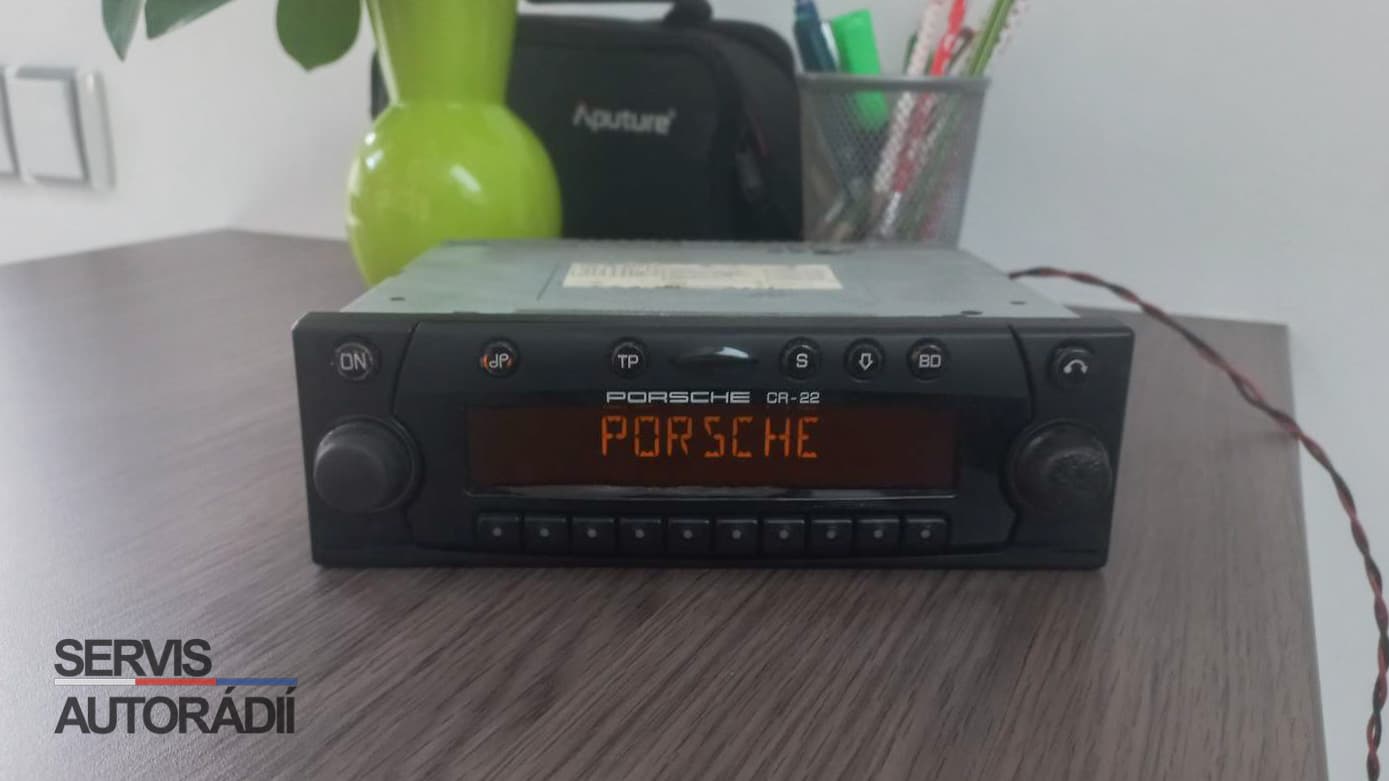 Aputure
ON
TP
S
BD
PORSCHE CR-22
PORSCHE
SERVIS
AUTORÁDIÍ